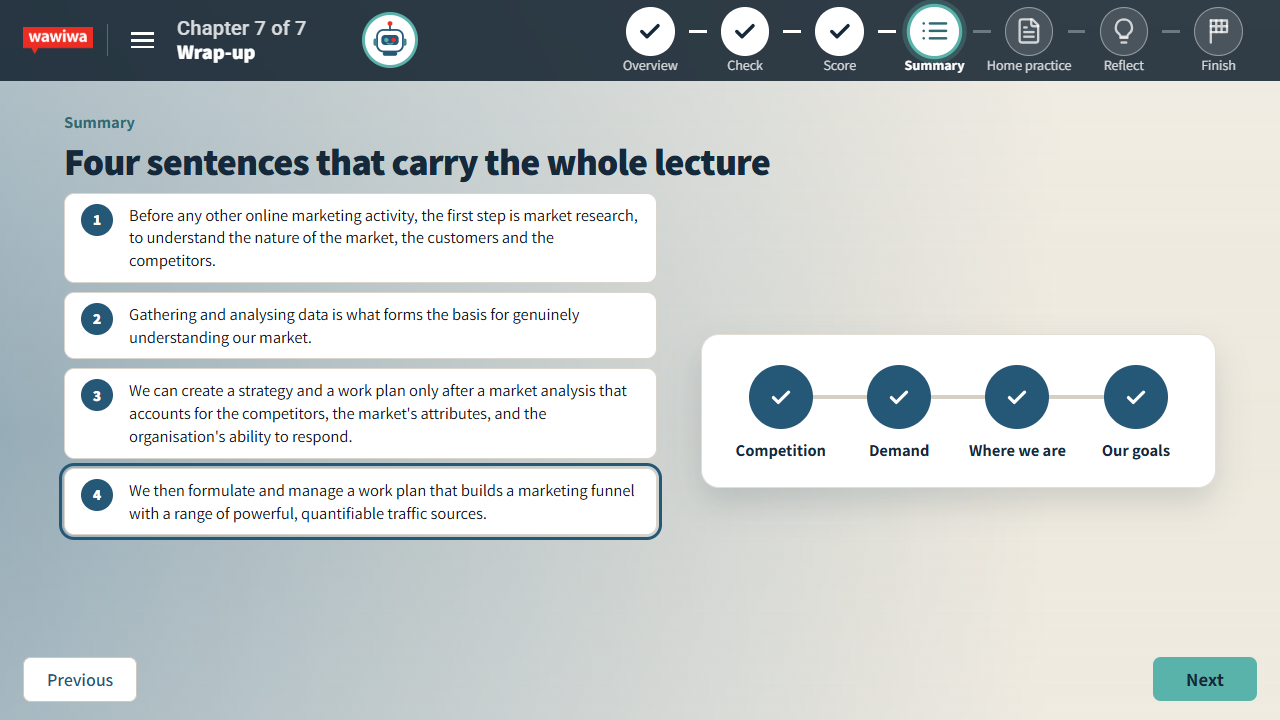 wawiwa
Chapter 7 of 7
Wrap-up
Overview
Check
Score
Summary
Home practice
Reflect
Finish
Summary
Four sentences that carry the whole lecture
1
Before any other online marketing activity, the first step is market research,
to understand the nature of the market, the customers and the
competitors.
2
Gathering and analysing data is what forms the basis for genuinely
understanding our market.
3
We can create a strategy and a work plan only after a market analysis that
accounts for the competitors, the market's attributes, and the
organisation's ability to respond.
4
We then formulate and manage a work plan that builds a marketing funnel
with a range of powerful, quantifiable traffic sources.
Competition
Demand
Where we are
Our goals
Previous
Next